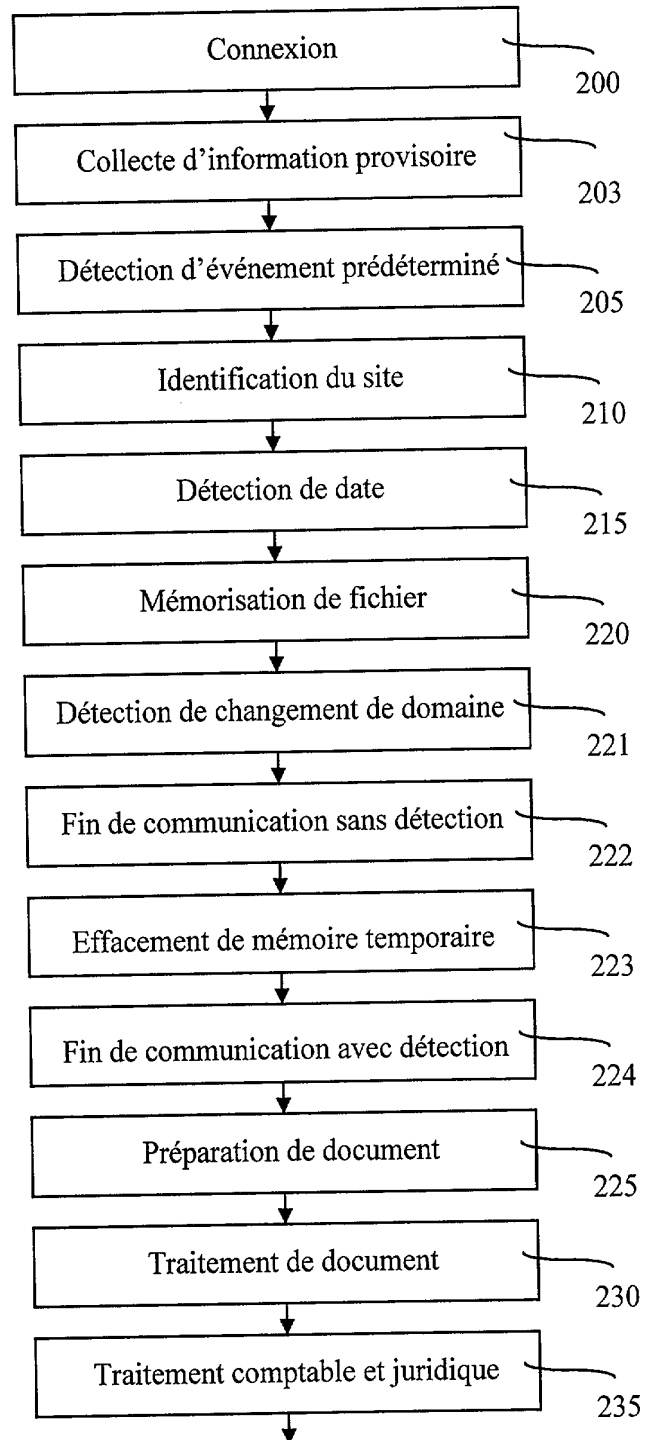 Connexion
200
Collecte d'information provisoire
203
Détection d'événement prédéterminé
205
Identification du site
210
Détection de date
215
Mémorisation de fichier
220
Détection de changement de domaine
221
Fin de communication sans détection
222
Effacement de mémoire temporaire
223
Fin de communication avec détection
224
Préparation de document
225
Traitement de document
230
Traitement comptable et juridique
235